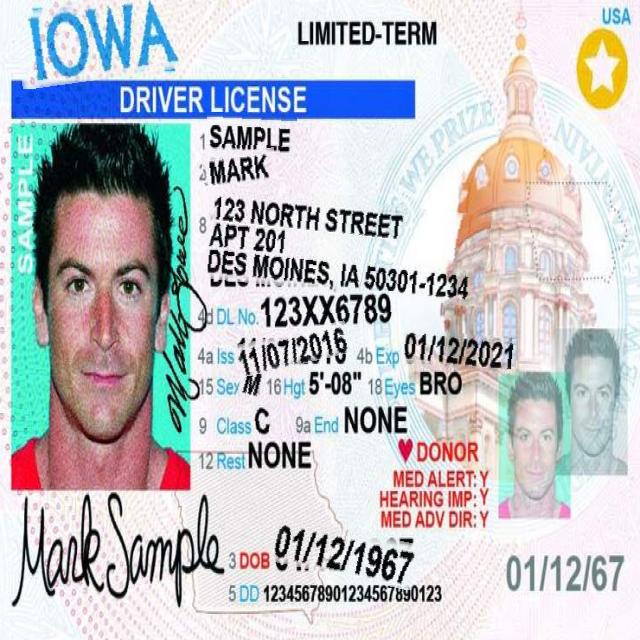 IOWA
LIMITED-TERM
USA
DRIVER LICENSE
SAMPLE
1 SAMPLE
2 MARK
8 123 NORTH STREET
APT 201
DES MOINES, IA 50301-1234
4d DL No. 123XX6789
4a Iss 11/07/2016 4b Exp 01/12/2021
15 Sex M 16 Hgt 5'-08" 18 Eyes BRO
9 Class C 9a End NONE
12 Rest NONE
DONOR
MED ALERT: Y
HEARING IMP: Y
MED ADV DIR: Y
Mark Sample
3 DOB 01/12/1967
01/12/67
5 DD 12345678901234567890123
WE PRIZE